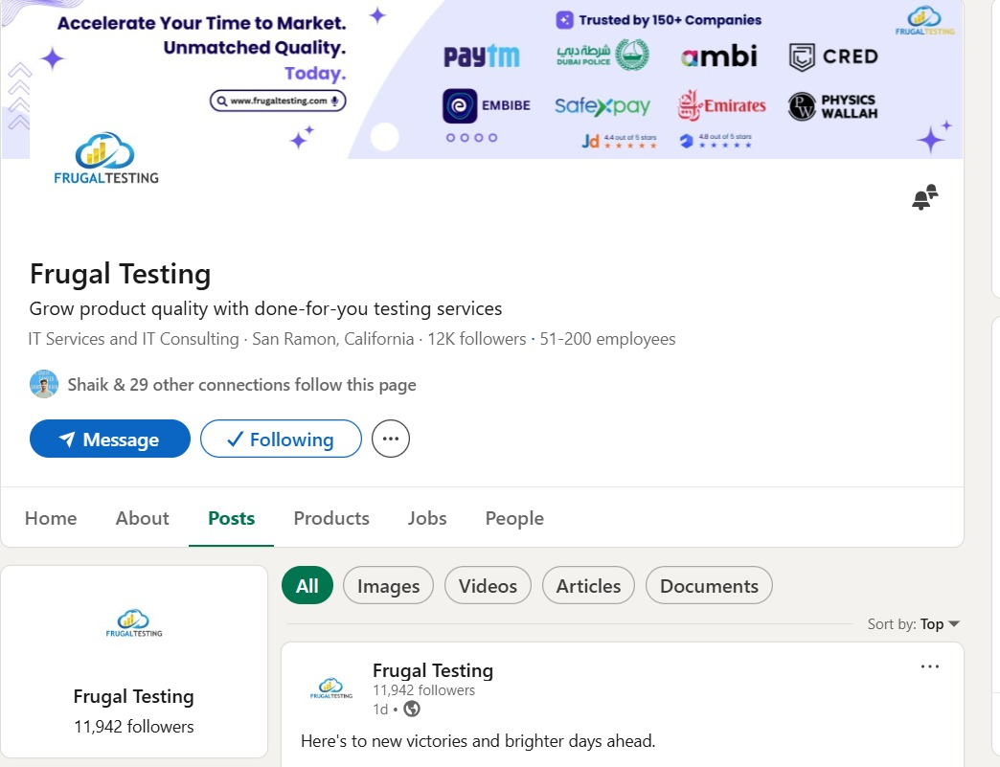 Accelerate Your Time to Market.
Unmatched Quality.
Today.
www.frugaltesting.com
FRUGALTESTING
Trusted by 150+ Companies
FRUGALTESTING
paytm
شرطة دبي
DUBAI POLICE
ambi
CRED
EMBIBE
Safexpay
Emirates
PW
PHYSICS
WALLAH
Jd 4.4 out of 5 stars
4.8 out of 5 stars
Frugal Testing
Grow product quality with done-for-you testing services
IT Services and IT Consulting · San Ramon, California · 12K followers · 51-200 employees
Shaik & 29 other connections follow this page
Message
Following
Home
About
Posts
Products
Jobs
People
FRUGALTESTING
Frugal Testing
11,942 followers
All
Images
Videos
Articles
Documents
Sort by: Top
FRUGALTESTING
Frugal Testing
11,942 followers
1d •
Here's to new victories and brighter days ahead.